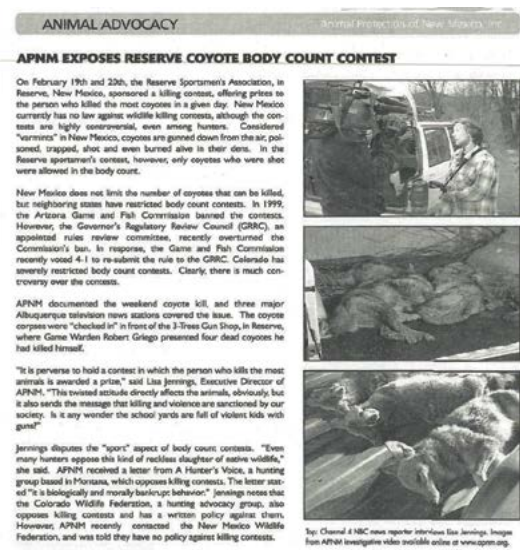 ANIMAL ADVOCACY
Animal Protection of New Mexico, Inc.
APNM EXPOSES RESERVE COYOTE BODY COUNT CONTEST
On February 19th and 20th, the Reserve Sportsmen's Association, in
Reserve, New Mexico, sponsored a killing contest, offering prizes to
the person who killed the most coyotes in a given day. New Mexico
currently has no law against wildlife killing contests, although the con-
tests are highly controversial, even among hunters. Considered
"varmints" in New Mexico, coyotes are gunned down from the air, poi-
soned, trapped, shot and even burned alive in their dens. In the
Reserve sportsmen's contest, however, only coyotes who were shot
were allowed in the body count.
New Mexico does not limit the number of coyotes that can be killed,
but neighboring states have restricted body count contests. In 1999,
the Arizona Game and Fish Commission banned the contests.
However, the Governor's Regulatory Review Council (GRRC), an
appointed rules review committee, recently overturned the
Commission's ban. In response, the Game and Fish Commission
recently voted 4-1 to re-submit the rule to the GRRC. Colorado has
severely restricted body count contests. Clearly, there is much con-
troversy over the contests.
APNM documented the weekend coyote kill, and three major
Albuquerque television news stations covered the issue. The coyote
corpses were "checked in" in front of the 3-Trees Gun Shop, in Reserve,
where Game Warden Robert Griego presented four dead coyotes he
had killed himself.
"It is perverse to hold a contest in which the person who kills the most
animals is awarded a prize," said Lisa Jennings, Executive Director of
APNM, "This twisted attitude directly affects the animals, obviously, but
it also sends the message that killing and violence are sanctioned by our
society. Is it any wonder the school yards are full of violent kids with
guns?"
Jennings disputes the "sport" aspect of body count contests. "Even
many hunters oppose this kind of reckless slaughter of native wildlife,"
she said. APNM received a letter from A Hunter's Voice, a hunting
group based in Montana, which opposes killing contests. The letter stat-
ed "it is biologically and morally bankrupt behavior." Jennings notes that
the Colorado Wildlife Federation, a hunting advocacy group, also
opposes killing contests and has a written policy against them.
However, APNM recently contacted the New Mexico Wildlife
Federation, and was told they have no policy against killing contests.
Top: Channel 4 NBC news reporter interviews Lisa Jennings. Images
from APNM investigative video available online at www.apnm.org.